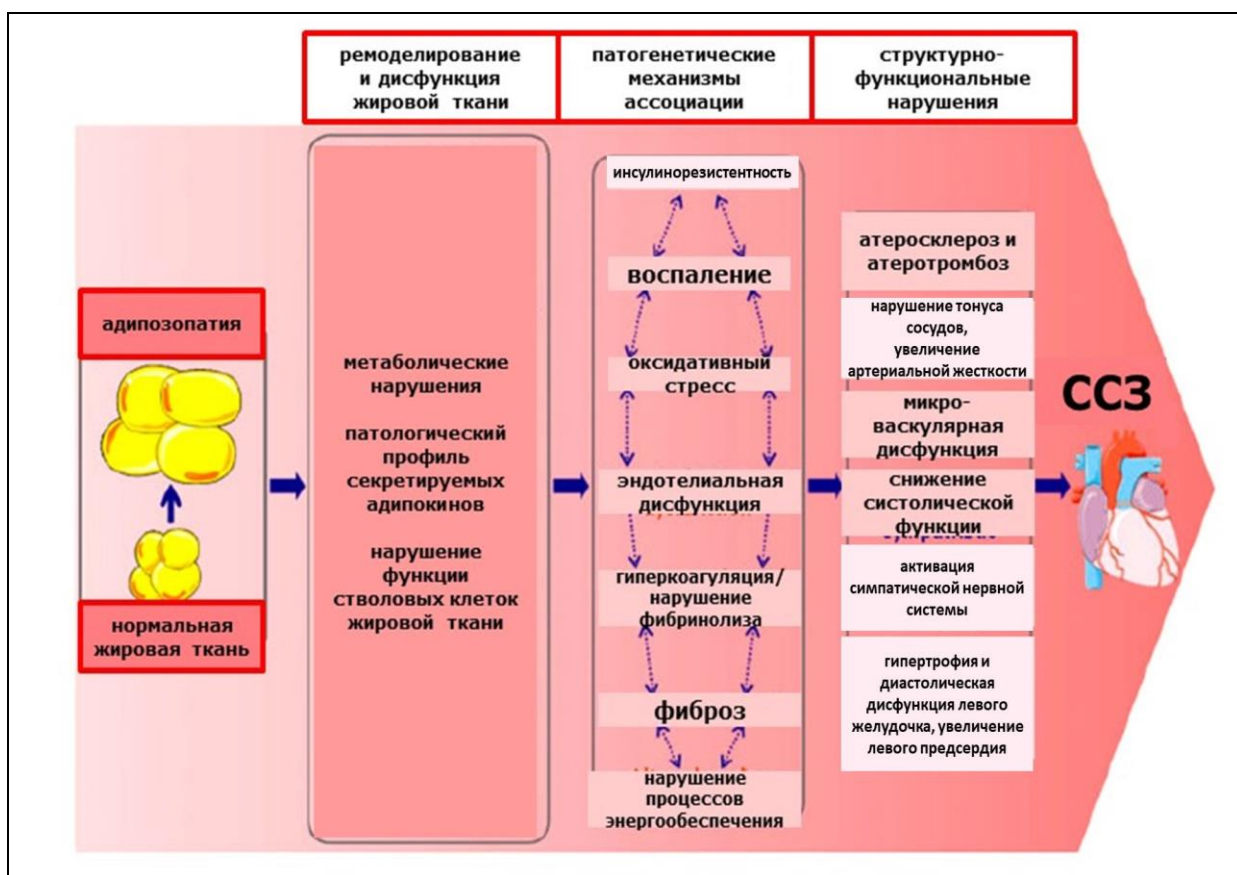 ремоделирование
и дисфункция
жировой ткани
патогенетические
механизмы
ассоциации
структурно-
функциональные
нарушения
адипозопатия
нормальная
жировая ткань
метаболические
нарушения
патологический
профиль
секретируемых
адипокинов
нарушение
функции
стволовых клеток
жировой ткани
инсулинорезистентность
воспаление
оксидативный
стресс
эндотелиальная
дисфункция
гиперкоагуляция/
нарушение
фибринолиза
фиброз
нарушение
процессов
энергообеспечения
атеросклероз и
атеротромбоз
нарушение тонуса
сосудов,
увеличение
артериальной жесткости
микро-
васкулярная
дисфункция
снижение
систолической
функции
активация
симпатической нервной
системы
гипертрофия и
диастолическая
дисфункция левого
желудочка, увеличение
левого предсердия
ССЗ